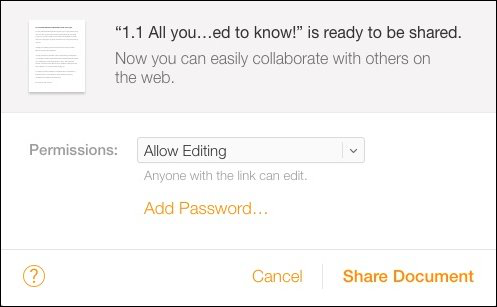 “1.1 All you…ed to know!” is ready to be shared.
Now you can easily collaborate with others on
the web.
Permissions: Allow Editing
Anyone with the link can edit.
Add Password…
? Cancel Share Document